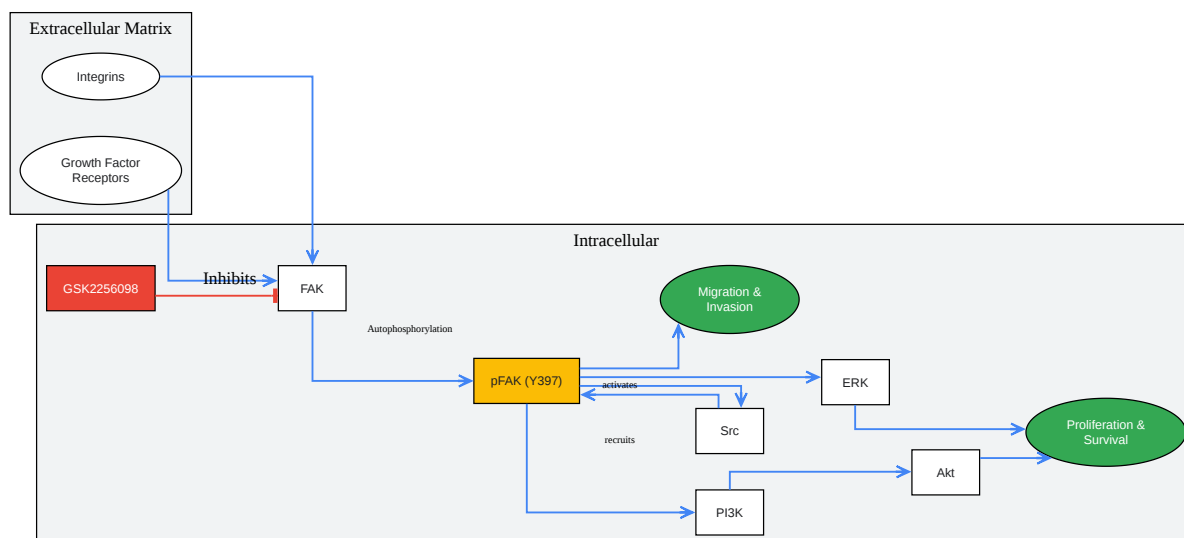 Extracellular Matrix
Integrins
Growth Factor
Receptors
Intracellular
GSK2256098
Inhibits
FAK
Migration &
Invasion
Autophosphorylation
pFAK (Y397)
activates
ERK
Src
recruits
Proliferation &
Survival
Akt
PI3K